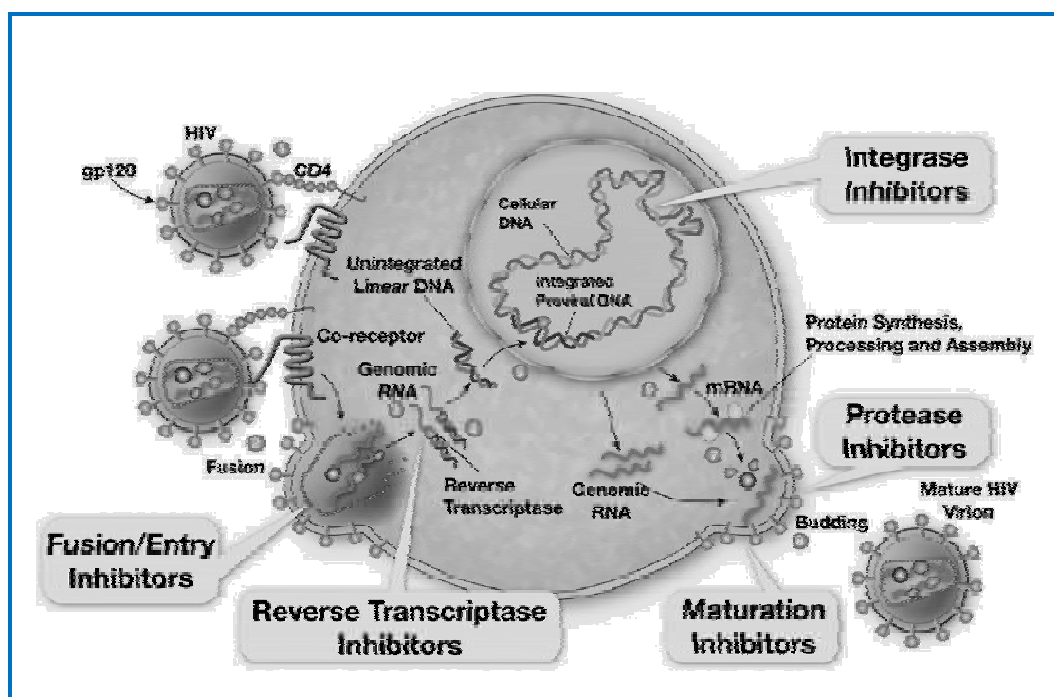 HIV
gp120
CD4
Integrase
Inhibitors
Cellular
DNA
Unintegrated
Linear DNA
Integrated
Proviral DNA
Co-receptor
Protein Synthesis,
Processing and Assembly
Genomic
RNA
mRNA
Protease
Inhibitors
Fusion
Reverse
Transcriptase
Genomic
RNA
Mature HIV
Virion
Budding
Fusion/Entry
Inhibitors
Reverse Transcriptase
Inhibitors
Maturation
Inhibitors